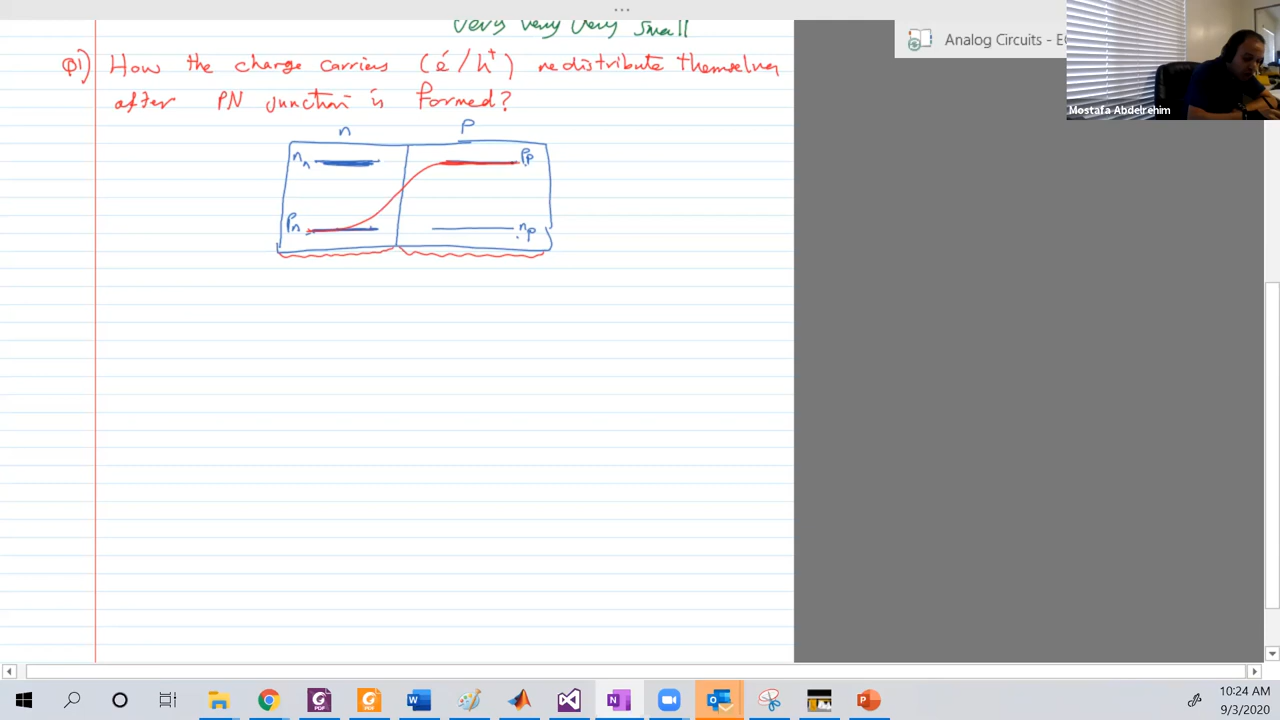 very very very small
Analog Circuits - E
Mostafa Abdelrehim
Q1) How the charge carriers (é / h⁺) redistribute themselves
after PN Junction is formed?
n P
nₙ Pₚ
Pₙ nₚ
10:24 AM
9/3/2020